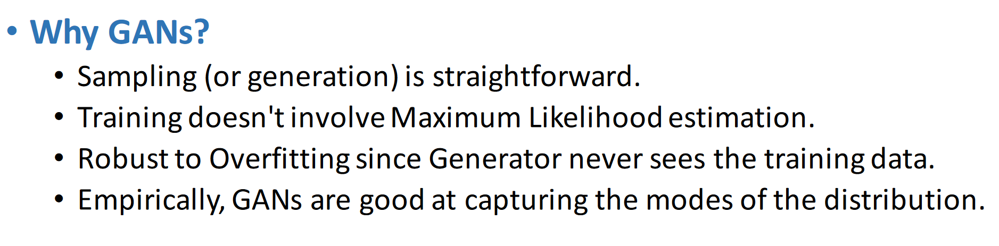 • Why GANs?
• Sampling (or generation) is straightforward.
• Training doesn't involve Maximum Likelihood estimation.
• Robust to Overfitting since Generator never sees the training data.
• Empirically, GANs are good at capturing the modes of the distribution.